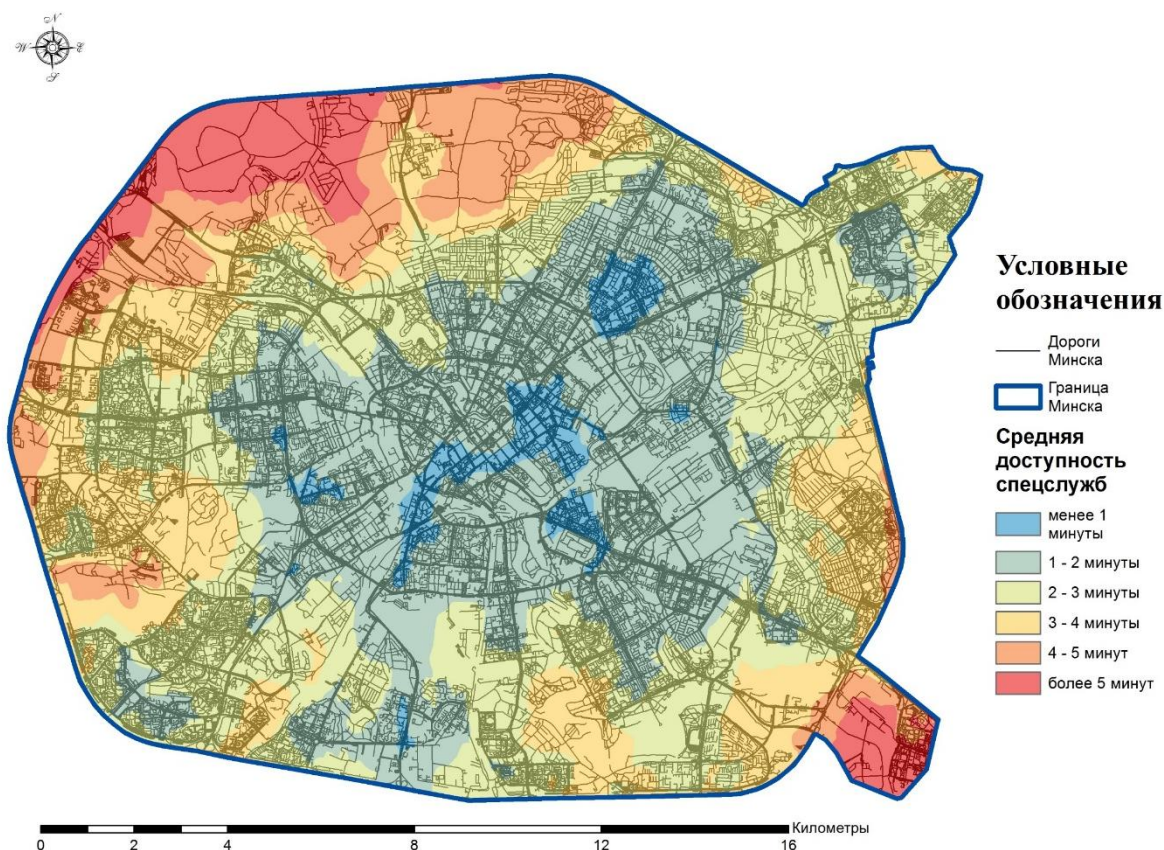 N
W
E
S
Условные
обозначения
Дороги
Минска
Граница
Минска
Средняя
доступность
спецслужб
менее 1
минуты
1 - 2 минуты
2 - 3 минуты
3 - 4 минуты
4 - 5 минут
более 5 минут
Километры
0 2 4 8 12 16